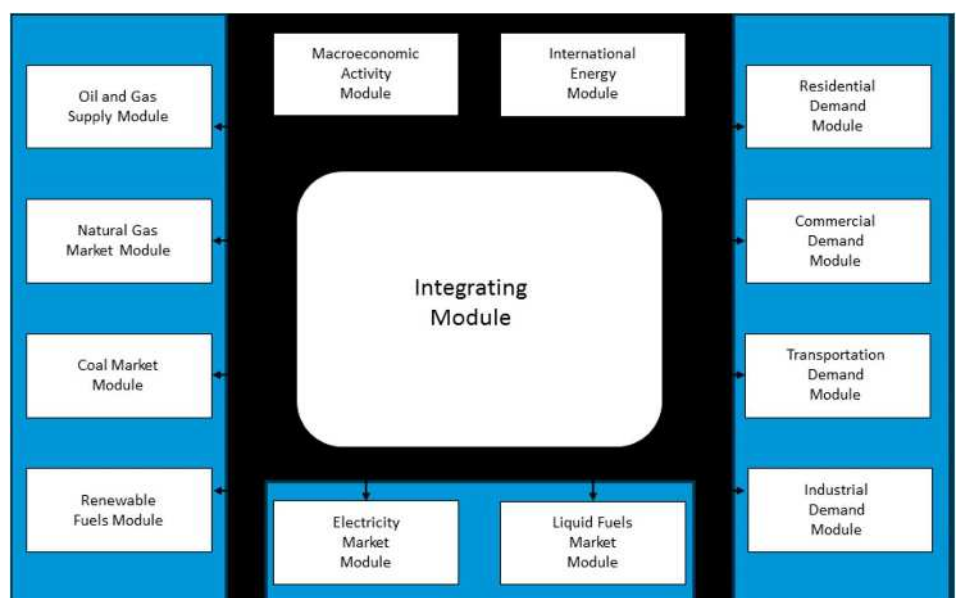 Macroeconomic
Activity
Module
International
Energy
Module
Oil and Gas
Supply Module
Residential
Demand
Module
Natural Gas
Market Module
Commercial
Demand
Module
Integrating
Module
Coal Market
Module
Transportation
Demand
Module
Renewable
Fuels Module
Electricity
Market
Module
Liquid Fuels
Market
Module
Industrial
Demand
Module